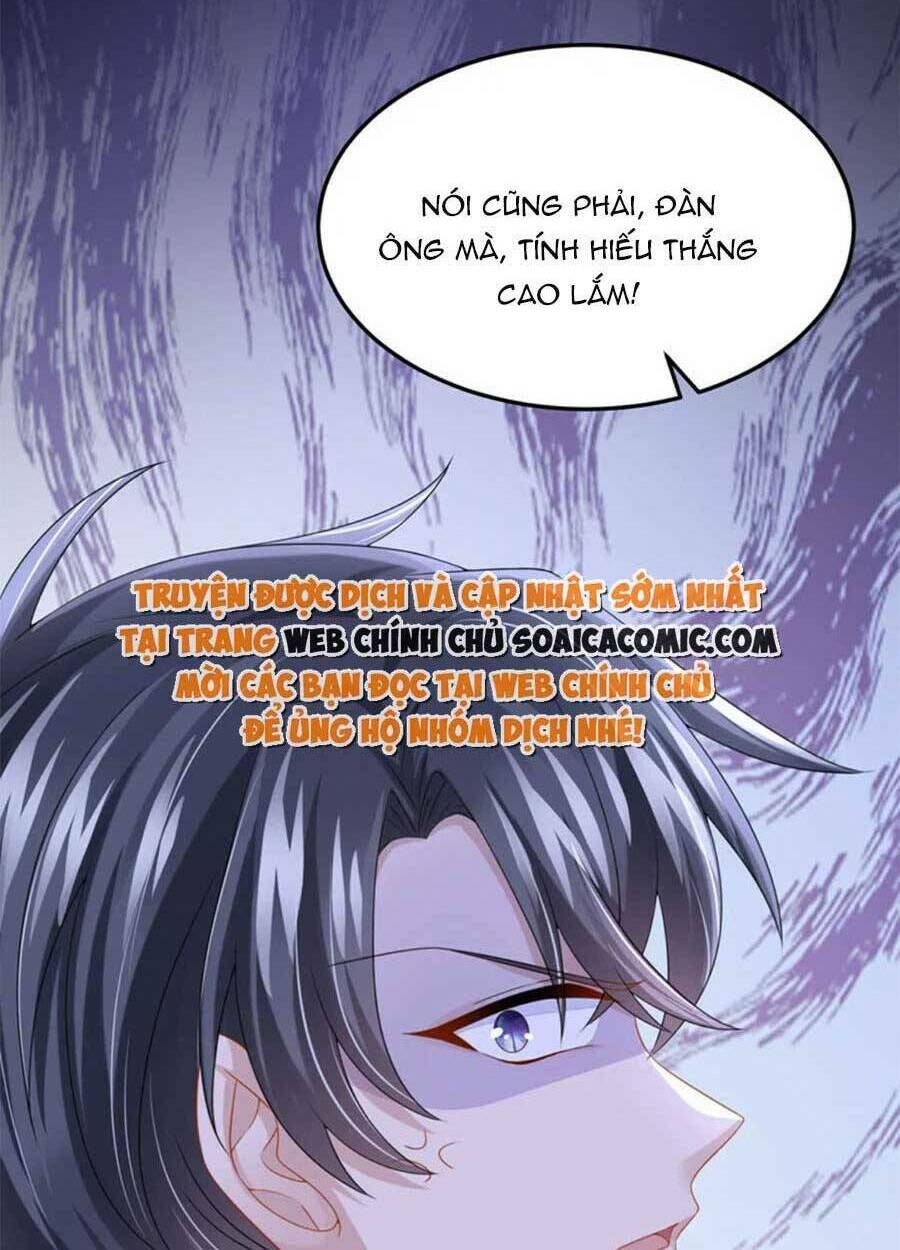 NÓI CŨNG PHẢI, ĐÀN
ÔNG MÀ, TÍNH HIẾU THẮNG
CAO LẮM!
TRUYỆN ĐƯỢC DỊCH VÀ CẬP NHẬT SỚM NHẤT
TẠI TRANG WEB CHÍNH CHỦ SOAICACOMIC.COM
MỜI CÁC BẠN ĐỌC TẠI WEB CHÍNH CHỦ
ĐỂ ỦNG HỘ NHÓM DỊCH NHÉ!